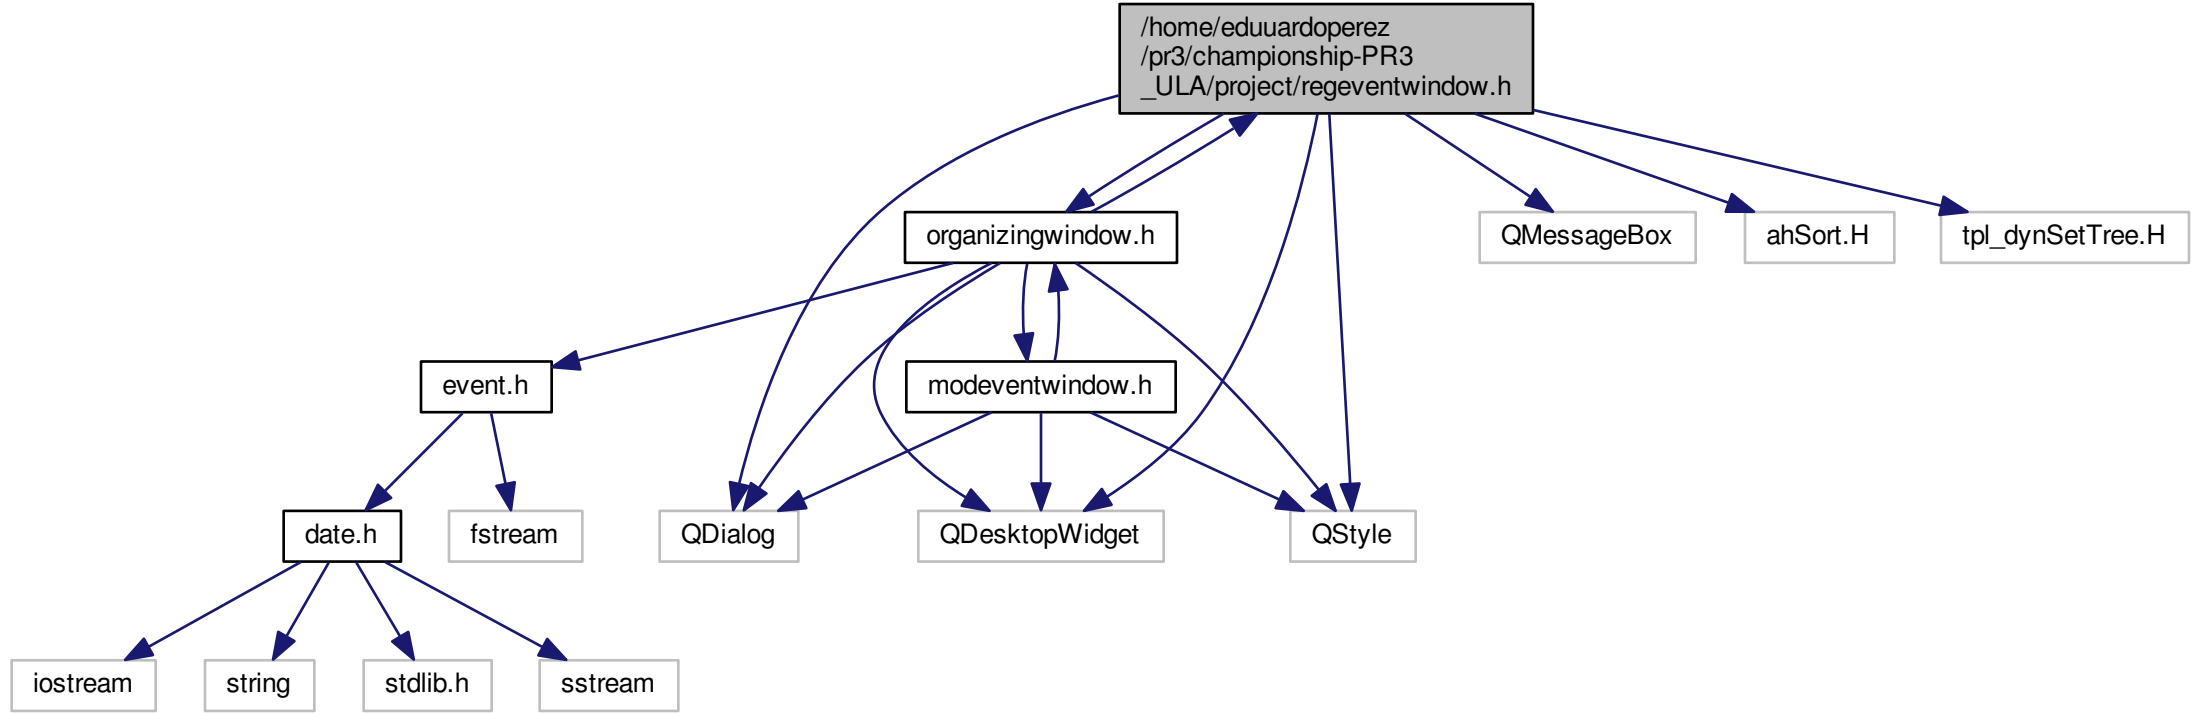 /home/eduuardoperez
/pr3/championship-PR3
_ULA/project/regeventwindow.h
organizingwindow.h
QMessageBox
ahSort.H
tpl_dynSetTree.H
event.h
modeventwindow.h
date.h
fstream
QDialog
QDesktopWidget
QStyle
iostream
string
stdlib.h
sstream